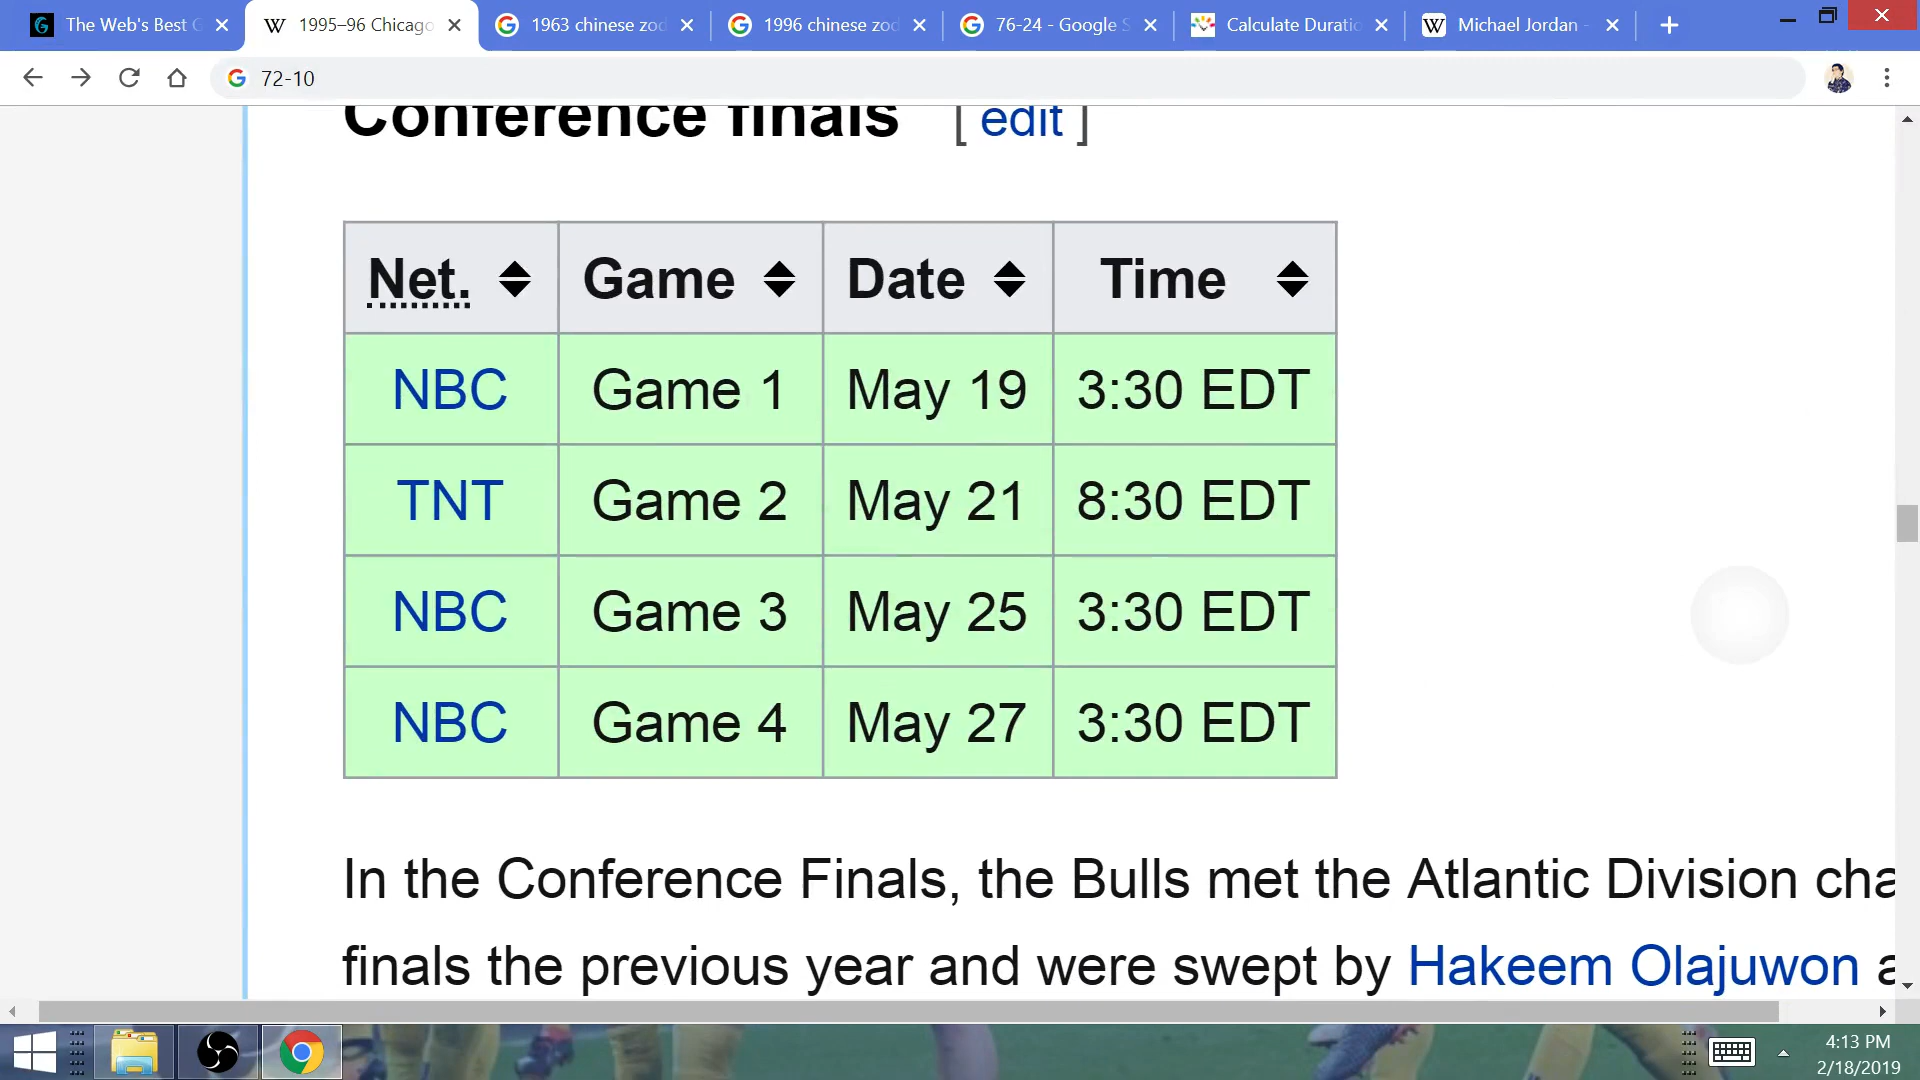 The Web's Best G
1995–96 Chicago
1963 chinese zod
1996 chinese zod
76-24 - Google S
Calculate Duratio
Michael Jordan -
72-10
Conference finals [ edit ]
Net. Game Date Time
NBC Game 1 May 19 3:30 EDT
TNT Game 2 May 21 8:30 EDT
NBC Game 3 May 25 3:30 EDT
NBC Game 4 May 27 3:30 EDT
In the Conference Finals, the Bulls met the Atlantic Division cha
finals the previous year and were swept by Hakeem Olajuwon a
4:13 PM
2/18/2019